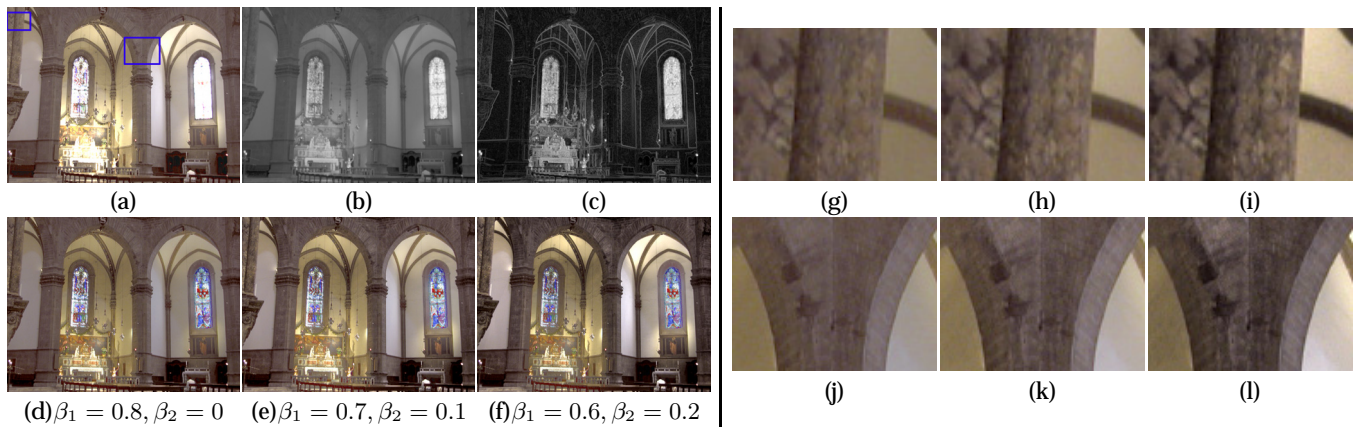 (a) (b) (c)
(g) (h) (i)
(d)β₁ = 0.8, β₂ = 0 (e)β₁ = 0.7, β₂ = 0.1 (f)β₁ = 0.6, β₂ = 0.2
(j) (k) (l)